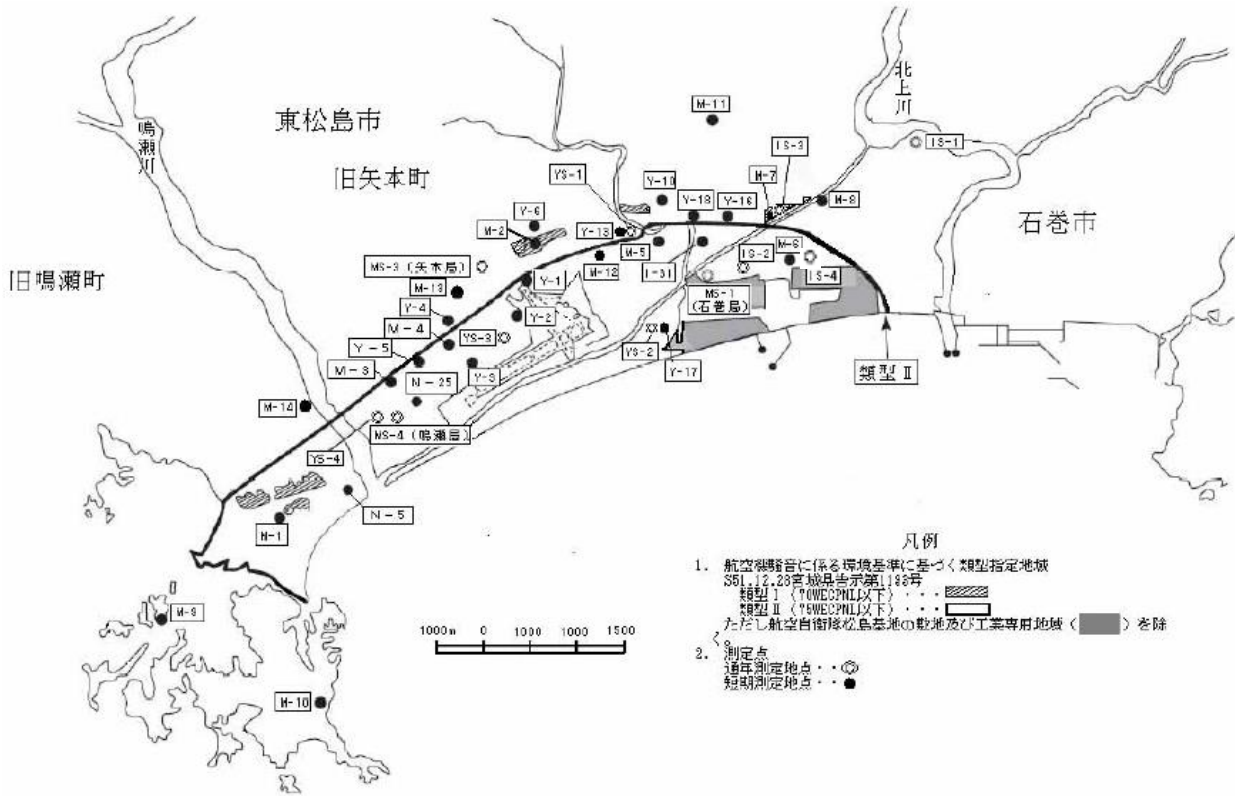 北上川
M-11
東松島市
鳴瀬川
IS-3
IS-1
YS-1
Y-10
M-7
旧矢本町
Y-18
Y-16
M-8
Y-6
石巻市
M-2
Y-13
M-5
I-31
IS-2
M-6
MS-3 (矢本局)
M-12
IS-4
旧鳴瀬町
Y-1
M-13
MS-1
(石巻局)
Y-4
Y-2
M-4
YS-3
YS-2
Y-5
Y-3
Y-17
類型Ⅱ
M-3
N-25
M-14
MS-4 (鳴瀬局)
YS-4
N-5
N-1
凡例
1. 航空機騒音に係る環境基準に基づく類型指定地域
S51.12.28宮城県告示第1193号
類型Ⅰ (70WECPNL以下) ・・・
類型Ⅱ (75WECPNL以下) ・・・
ただし航空自衛隊松島基地の敷地及び工業専用地域 ( ) を除
く。
2. 測定点
通年測定地点・・◎
短期測定地点・・●
M-9
1000m 0 1000 1000 1500
M-10